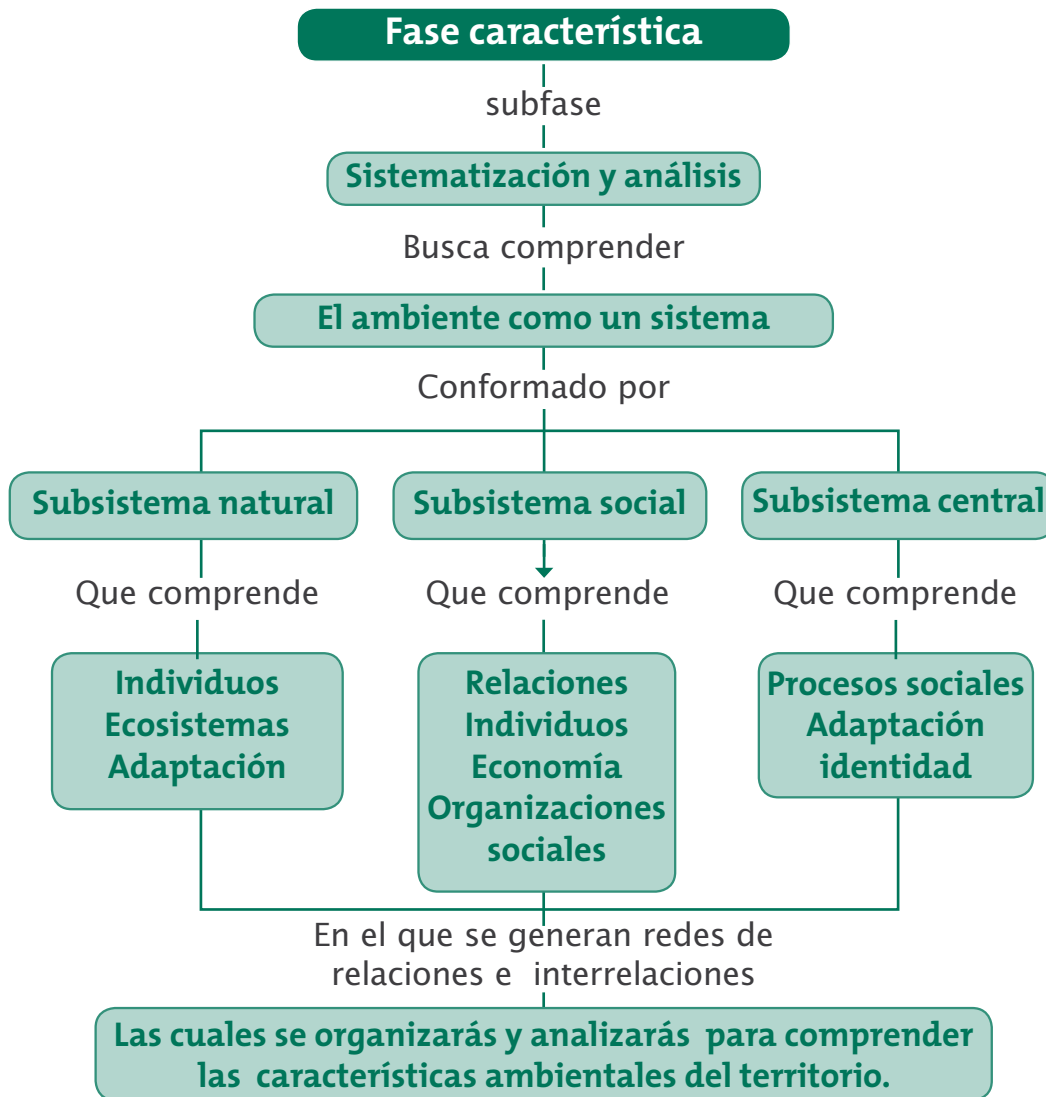 Fase característica
subfase
Sistematización y análisis
Busca comprender
El ambiente como un sistema
Conformado por
Subsistema natural
Subsistema social
Subsistema central
Que comprende
Que comprende
Que comprende
Individuos
Ecosistemas
Adaptación
Relaciones
Individuos
Economía
Organizaciones
sociales
Procesos sociales
Adaptación
identidad
En el que se generan redes de
relaciones e interrelaciones
Las cuales se organizarás y analizarás para comprender
las características ambientales del territorio.